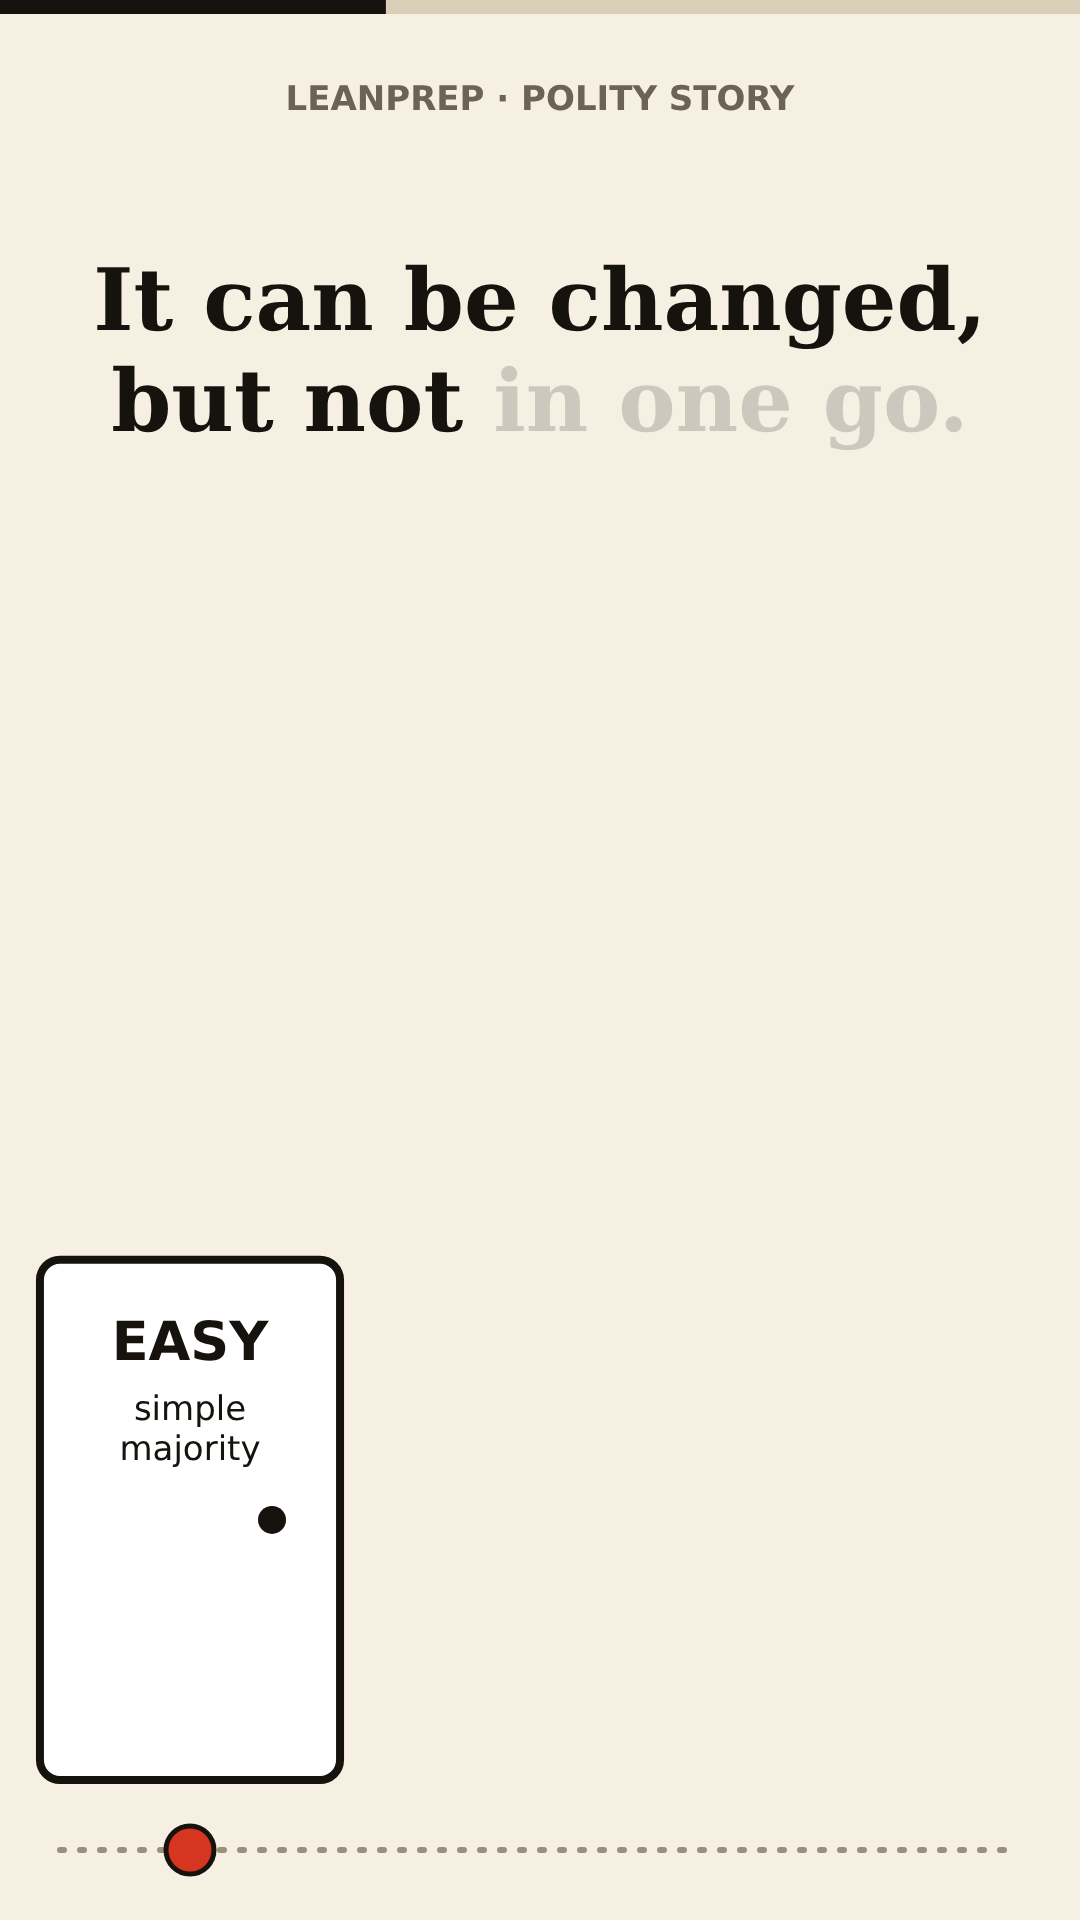 LEANPREP · POLITY STORY
It can be changed,
but not in one go.
EASY
simple
majority